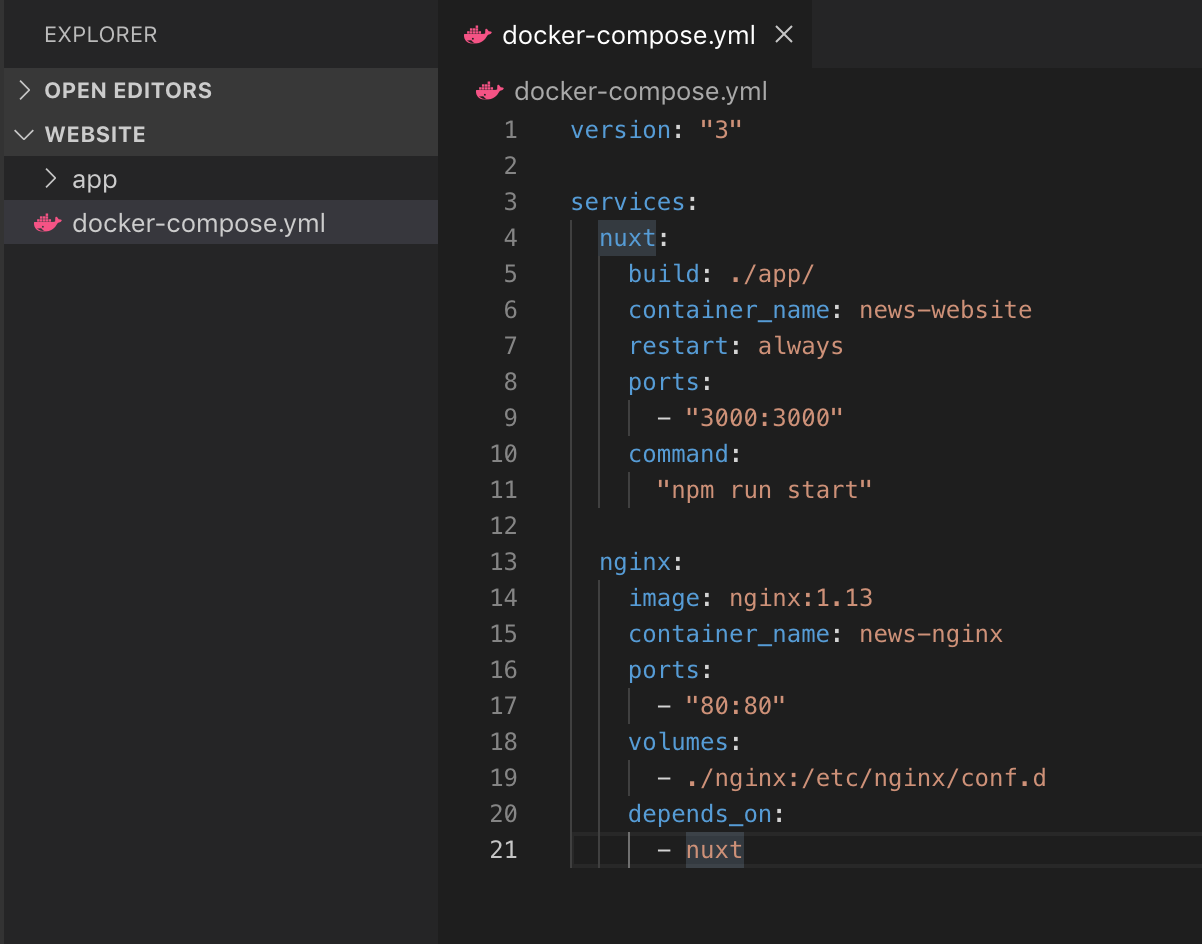 EXPLORER
OPEN EDITORS
WEBSITE
app
docker-compose.yml
docker-compose.yml
docker-compose.yml
1 version: "3"
2
3 services:
4 nuxt:
5 build: ./app/
6 container_name: news-website
7 restart: always
8 ports:
9 - "3000:3000"
10 command:
11 "npm run start"
12
13 nginx:
14 image: nginx:1.13
15 container_name: news-nginx
16 ports:
17 - "80:80"
18 volumes:
19 - ./nginx:/etc/nginx/conf.d
20 depends_on:
21 - nuxt